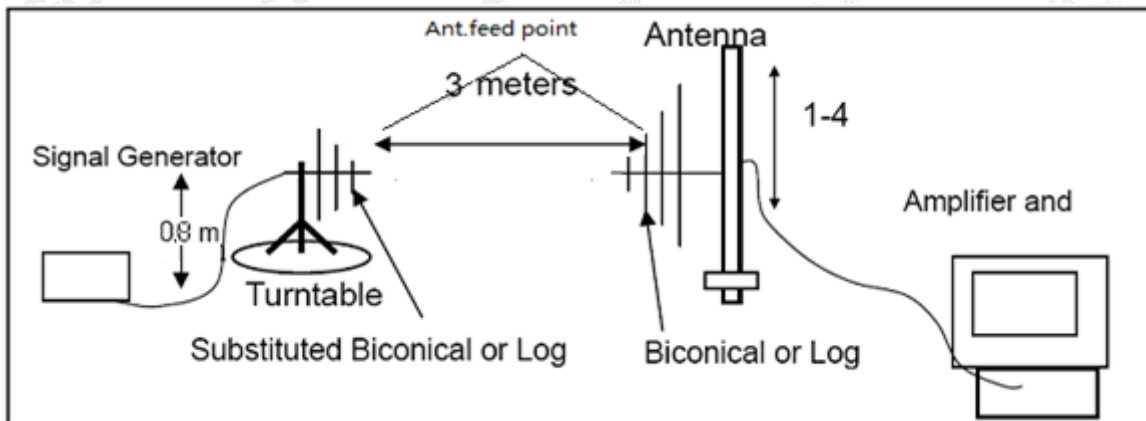 Ant.feed point
Antenna
3 meters
1-4
Signal Generator
Amplifier and
0.8 m
Turntable
Substituted Biconical or Log
Biconical or Log